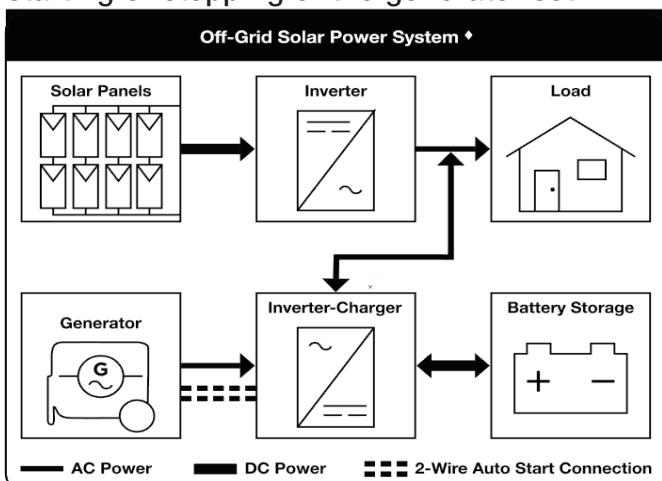 Off-Grid Solar Power System ♦
Solar Panels
Inverter
Load
Generator
G
Inverter-Charger
Battery Storage
+ −
AC Power
DC Power
2-Wire Auto Start Connection